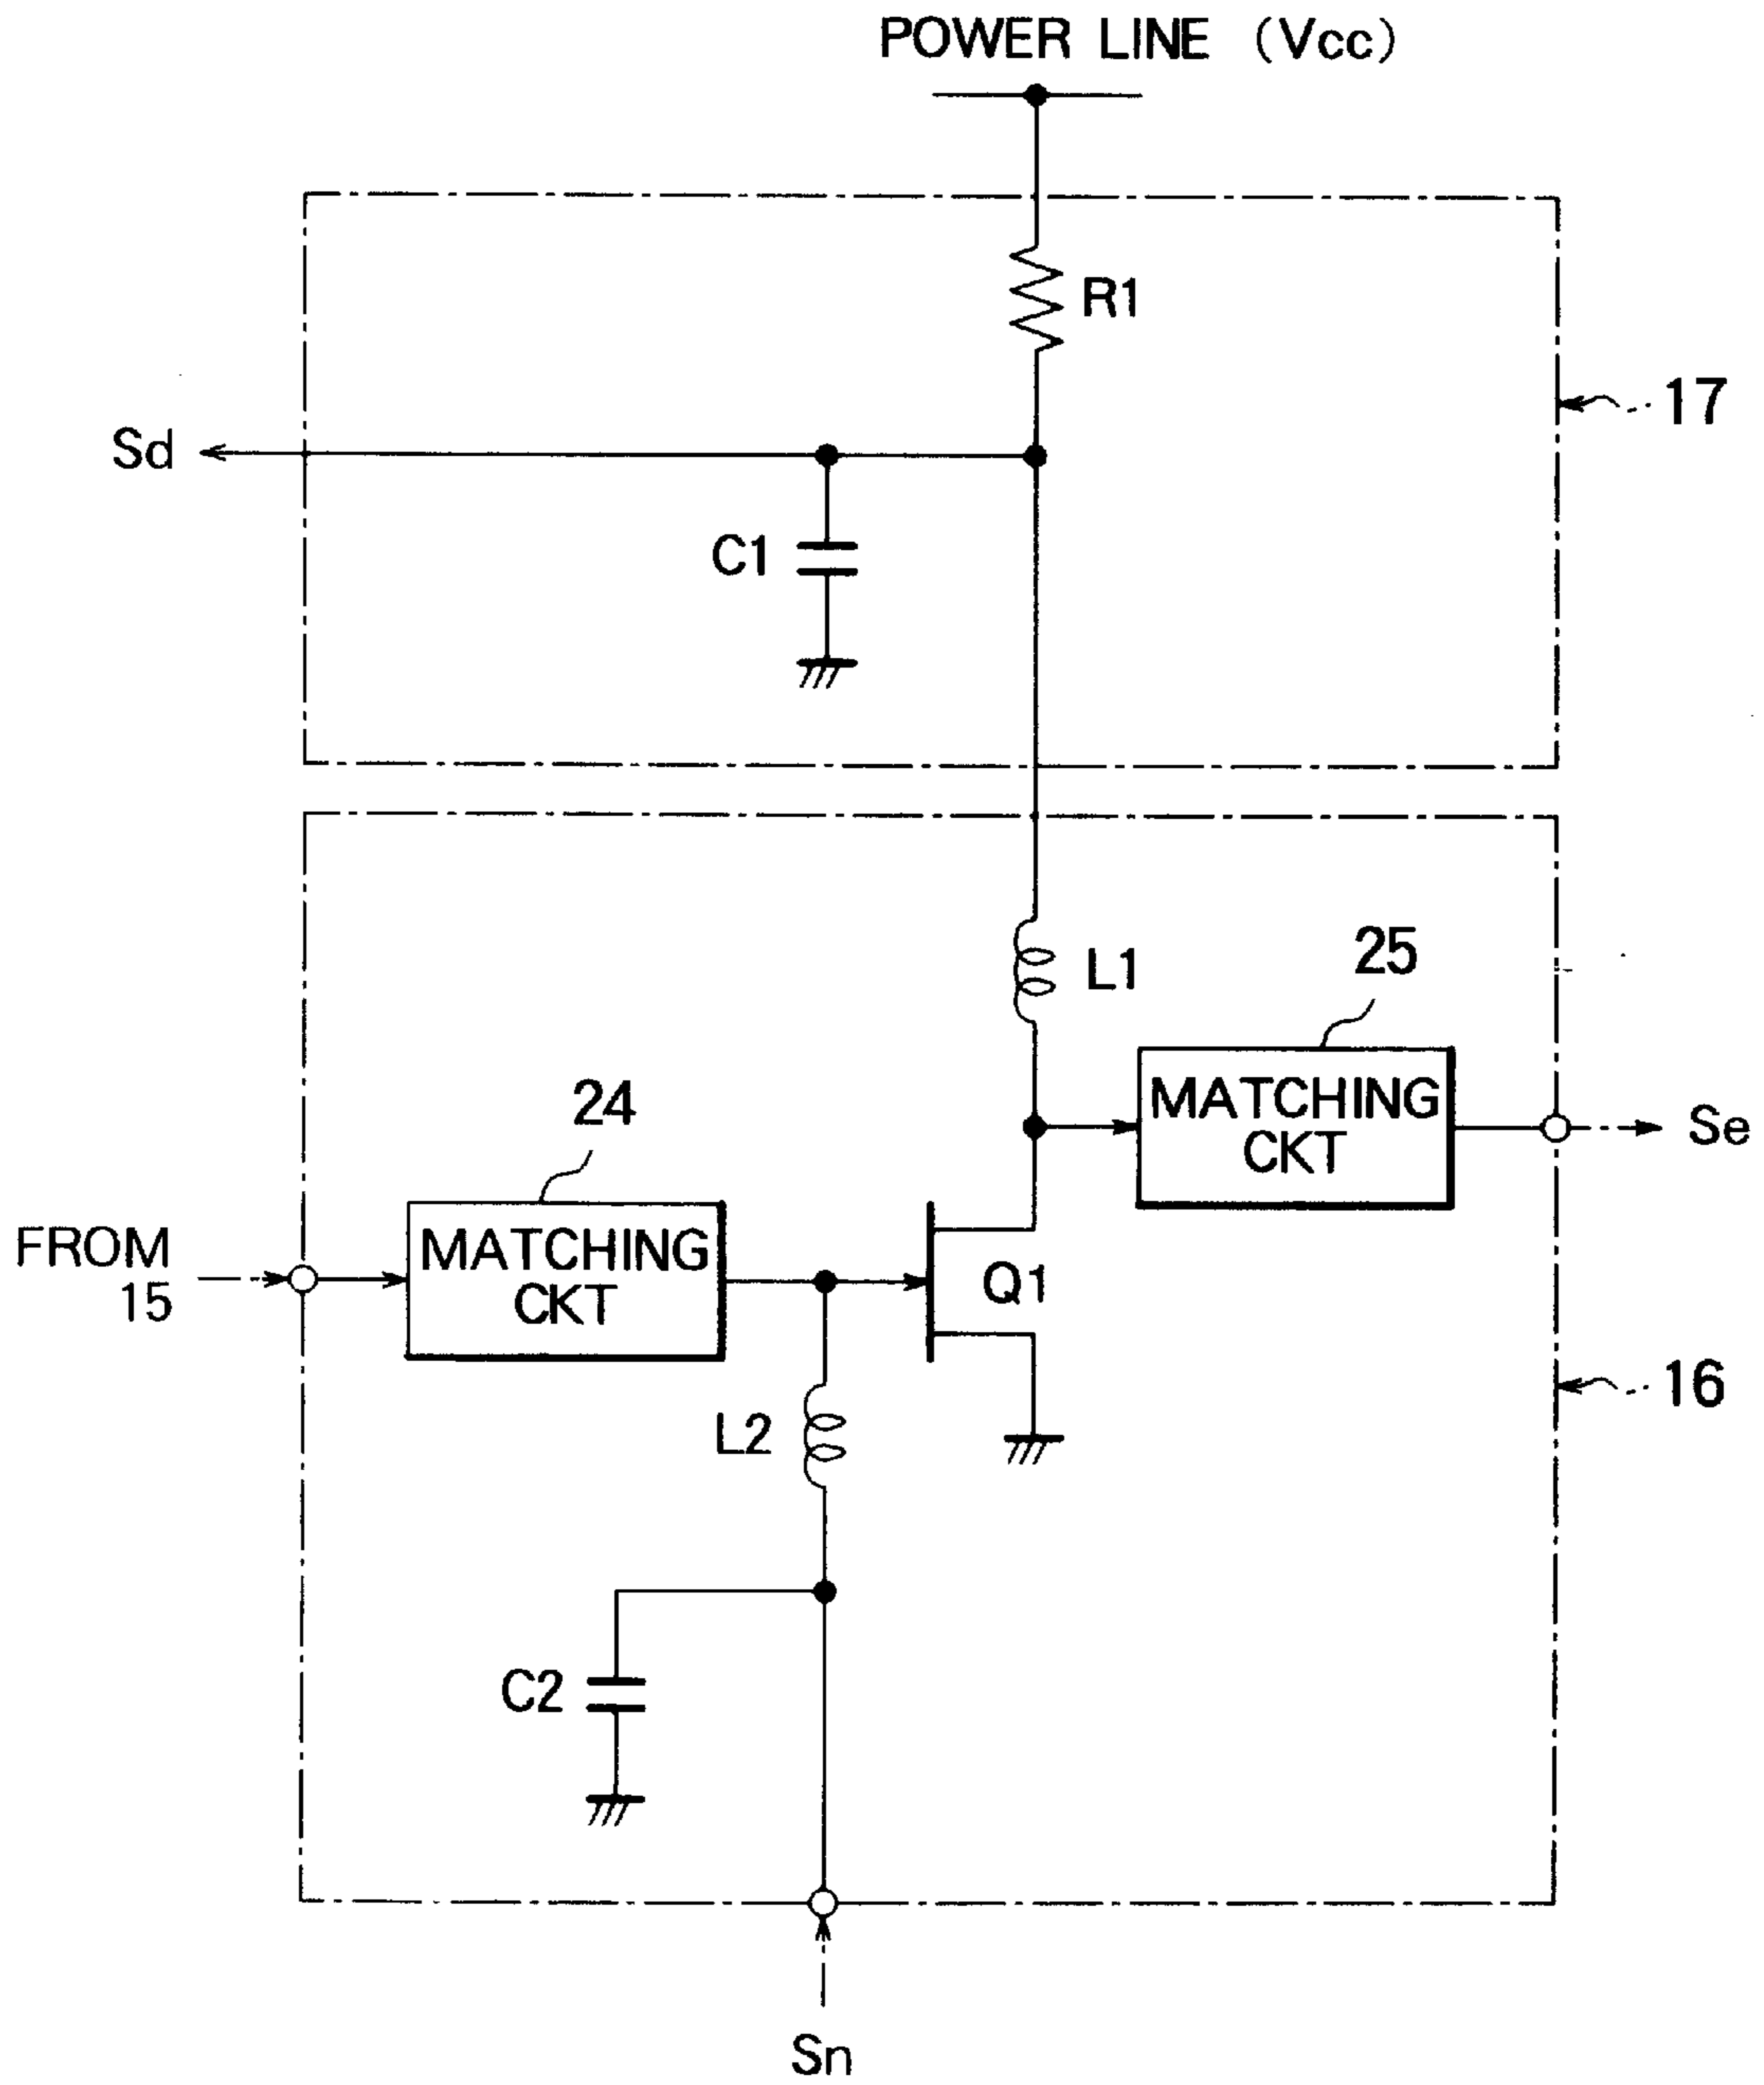 POWER LINE (Vcc)
R1
17
Sd
C1
25
L1
MATCHING
CKT
Se
24
FROM
15
MATCHING
CKT
Q1
16
L2
C2
Sn